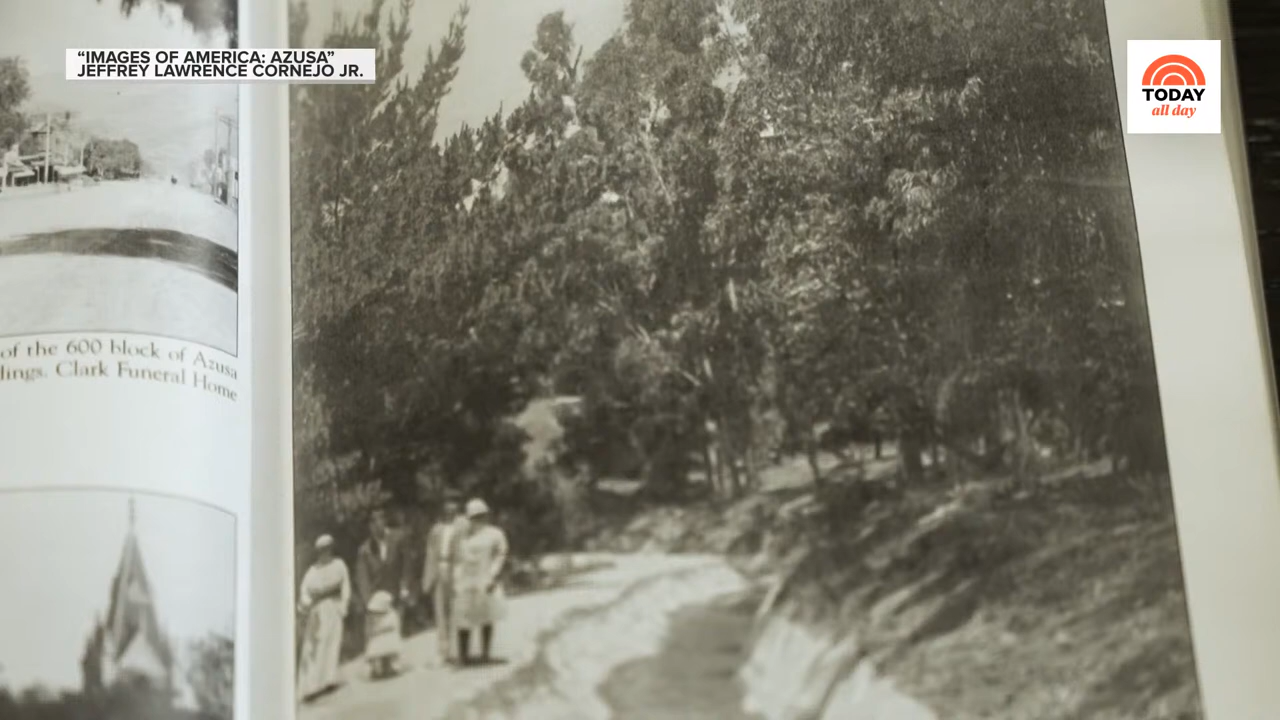 “IMAGES OF AMERICA: AZUSA”
JEFFREY LAWRENCE CORNEJO JR.
TODAY
all day
of the 600 block of Azusa
lings. Clark Funeral Home